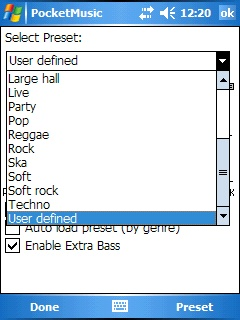 PocketMusic 12:20 ok
Select Preset:
User defined
Large hall
Live
Party
Pop
Reggae
Rock
Ska
Soft
Soft rock
Techno
User defined
Auto load preset (by genre)
Enable Extra Bass
Done Preset